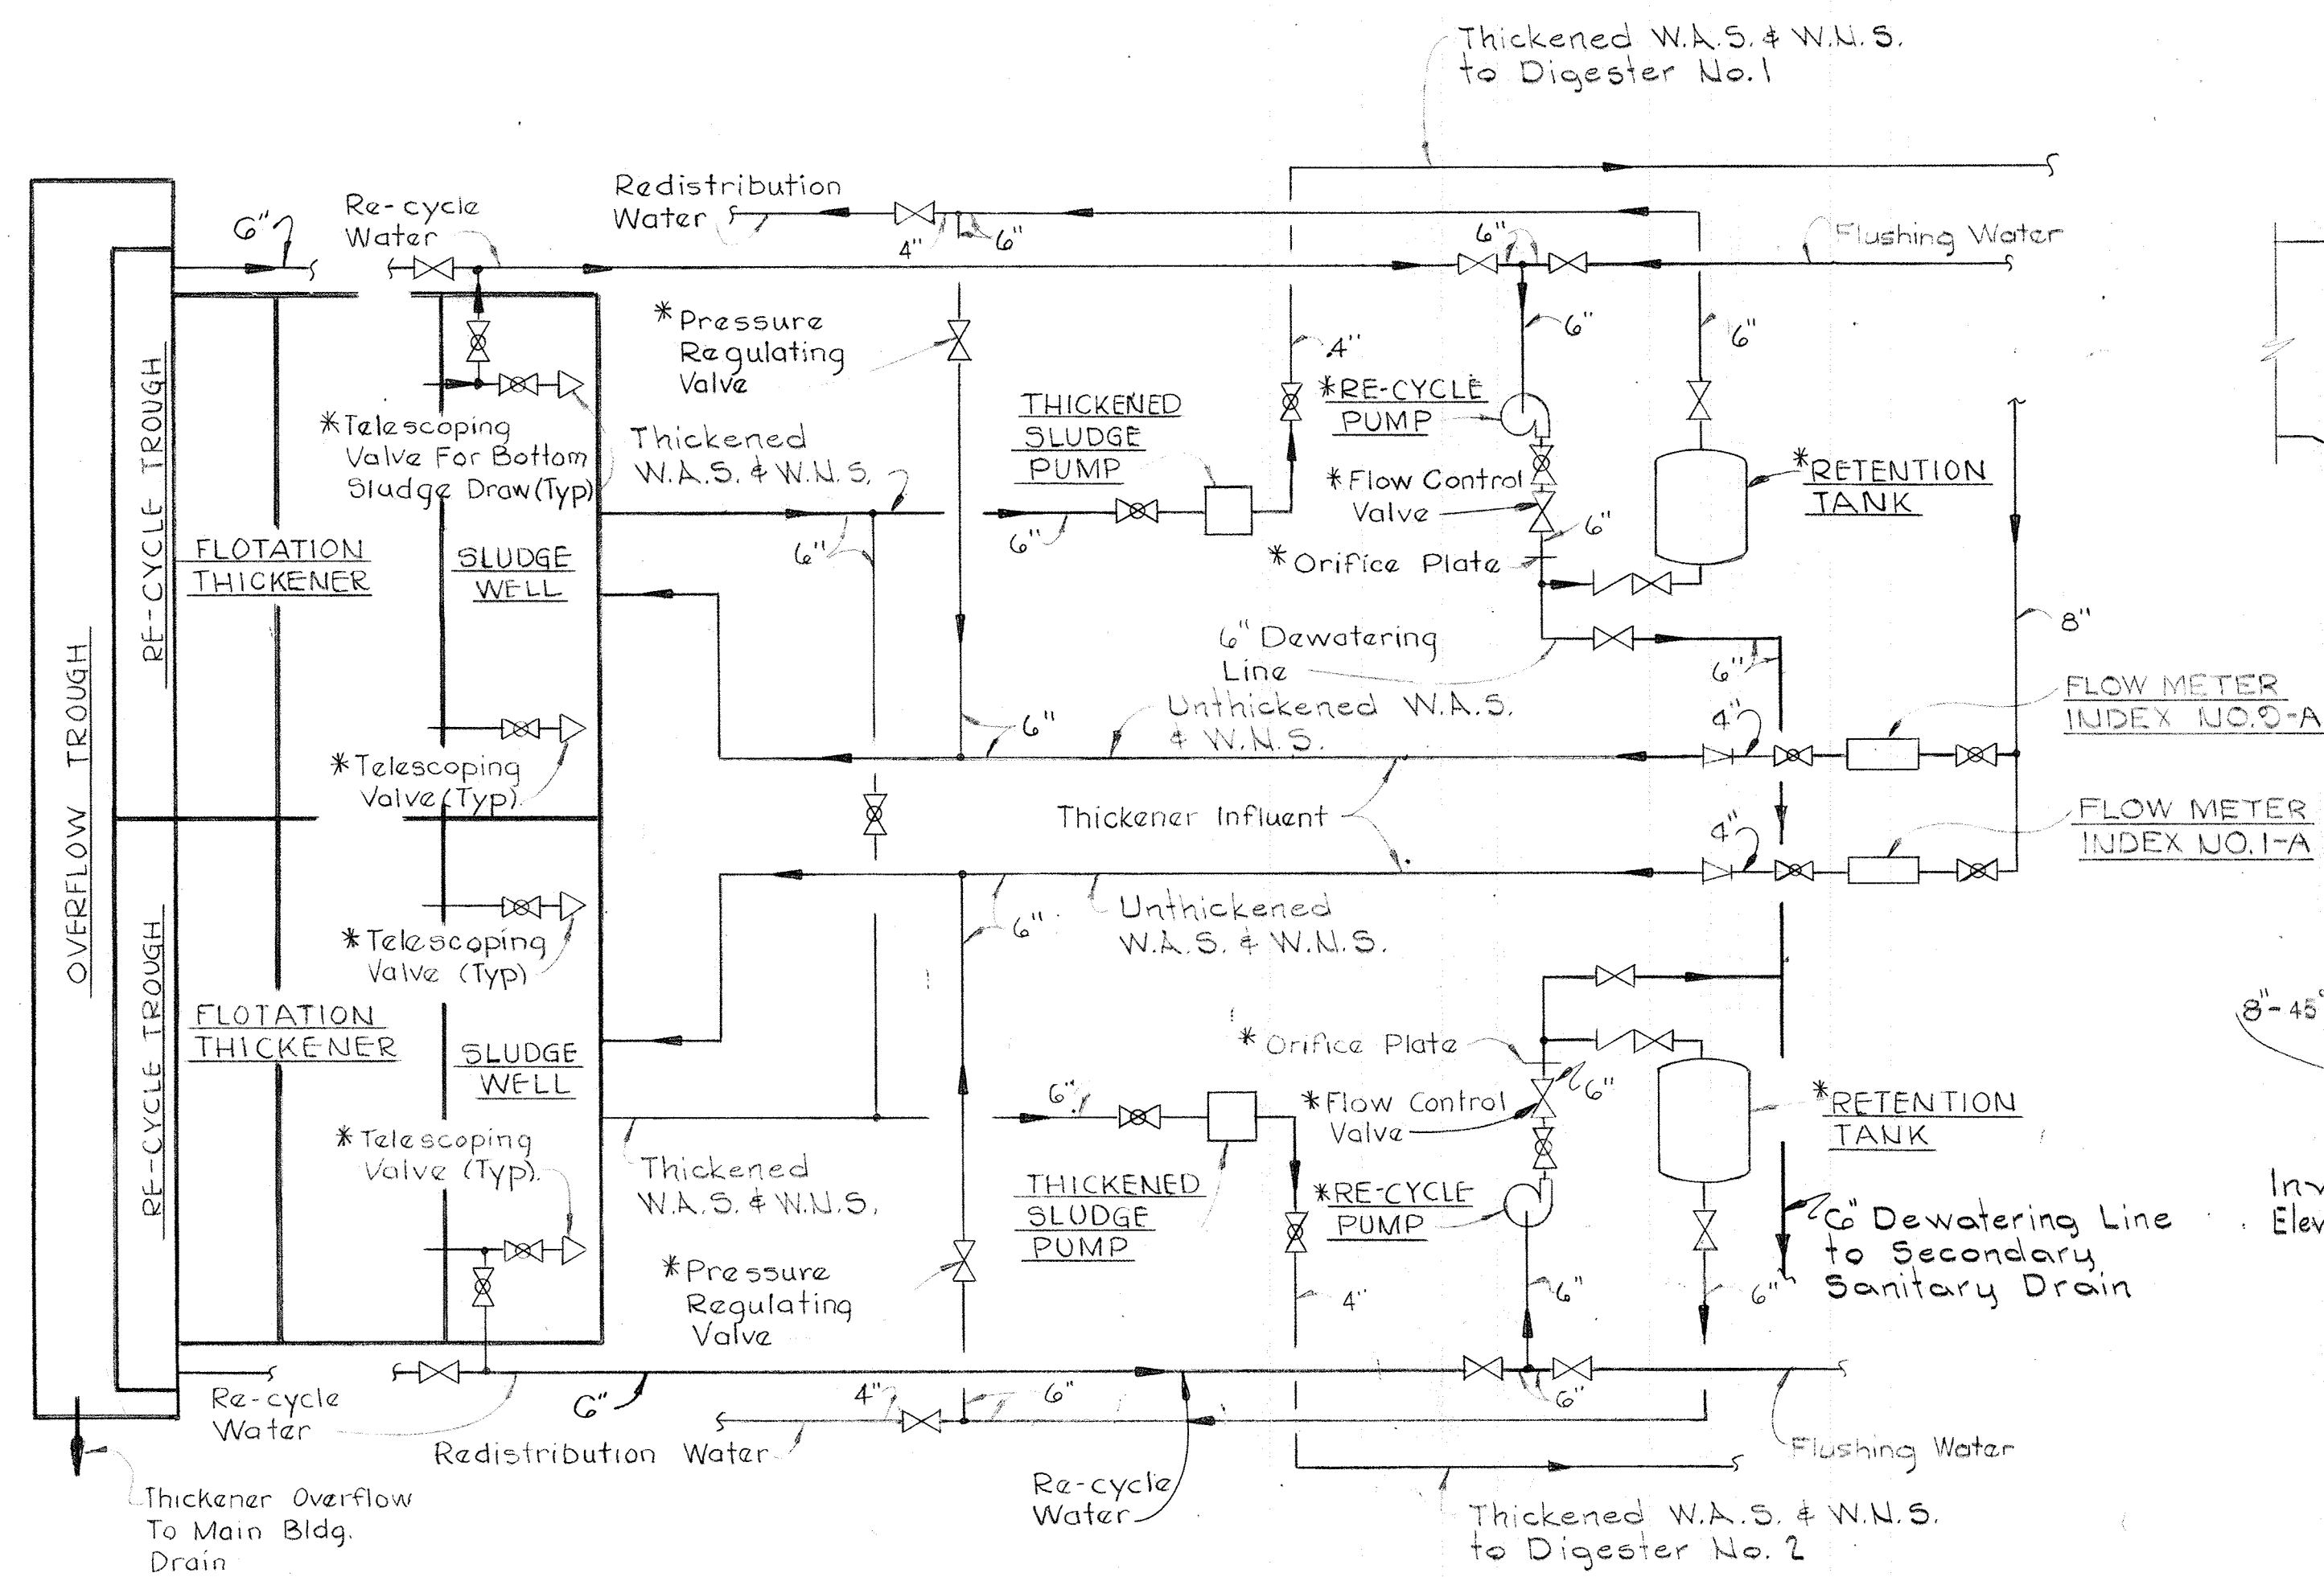 Thickened W.A.S. & W.N.S.
to Digester No.1
Redistribution
Water
Re-cycle
Water
6"
4"
6"
6"
Flushing Water
* Pressure
Regulating
Valve
4"
6"
6"
* RE-CYCLE
PUMP
THICKENED
SLUDGE
PUMP
* Telescoping
Valve For Bottom
Sludge Draw (Typ)
Thickened
W.A.S. & W.N.S.
* Flow Control
Valve
* RETENTION
TANK
6"
6"
6"
* Orifice Plate
RE-CYCLE TROUGH
FLOTATION
THICKENER
SLUDGE
WELL
6" Dewatering
Line
8"
6"
OVERFLOW TROUGH
Unthickened W.A.S.
& W.N.S.
6"
4"
FLOW METER
* Telescoping
Valve (Typ).
Thickener Influent
4"
FLOW METER
INDEX NO.1-A
* Telescoping
Valve (Typ)
6"
Unthickened
W.A.S. & W.N.S.
RE-CYCLE TROUGH
FLOTATION
THICKENER
SLUDGE
WELL
* Orifice Plate
8"-45°
6"
6"
* Flow Control
Valve
* RETENTION
TANK
* Telescoping
Valve (Typ).
Thickened
W.A.S. & W.N.S.
THICKENED
SLUDGE
PUMP
* RE-CYCLE
PUMP
6" Dewatering Line
to Secondary
Sanitary Drain
* Pressure
Regulating
Valve
4"
6"
6"
Re-cycle
Water
6"
4"
6"
6"
Redistribution Water
Re-cycle
Water
Flushing Water
Thickener Overflow
To Main Bldg.
Drain
Thickened W.A.S. & W.N.S.
to Digester No. 2